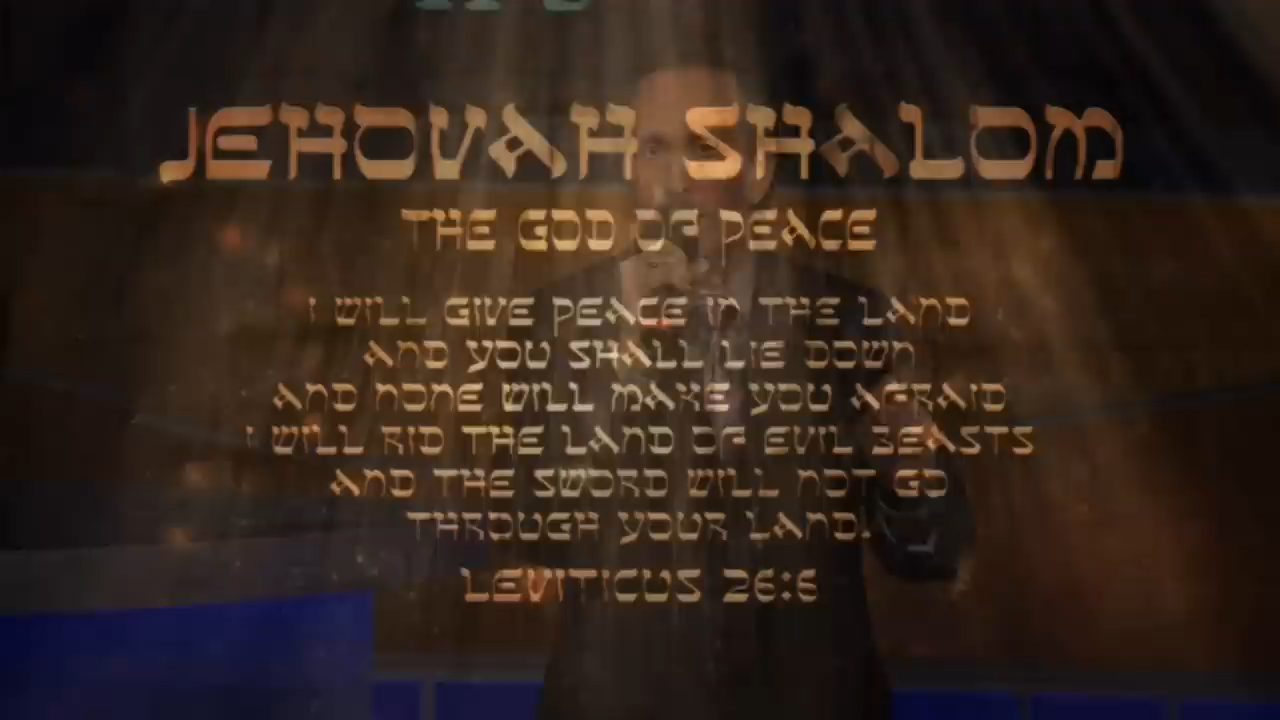 JEHOVAH SHALOM
THE GOD OF PEACE
I WILL GIVE PEACE IN THE LAND
AND YOU SHALL LIE DOWN
AND NONE WILL MAKE YOU AFRAID
I WILL RID THE LAND OF EVIL BEASTS
AND THE SWORD WILL NOT GO
THROUGH YOUR LAND.
LEVITICUS 26:6